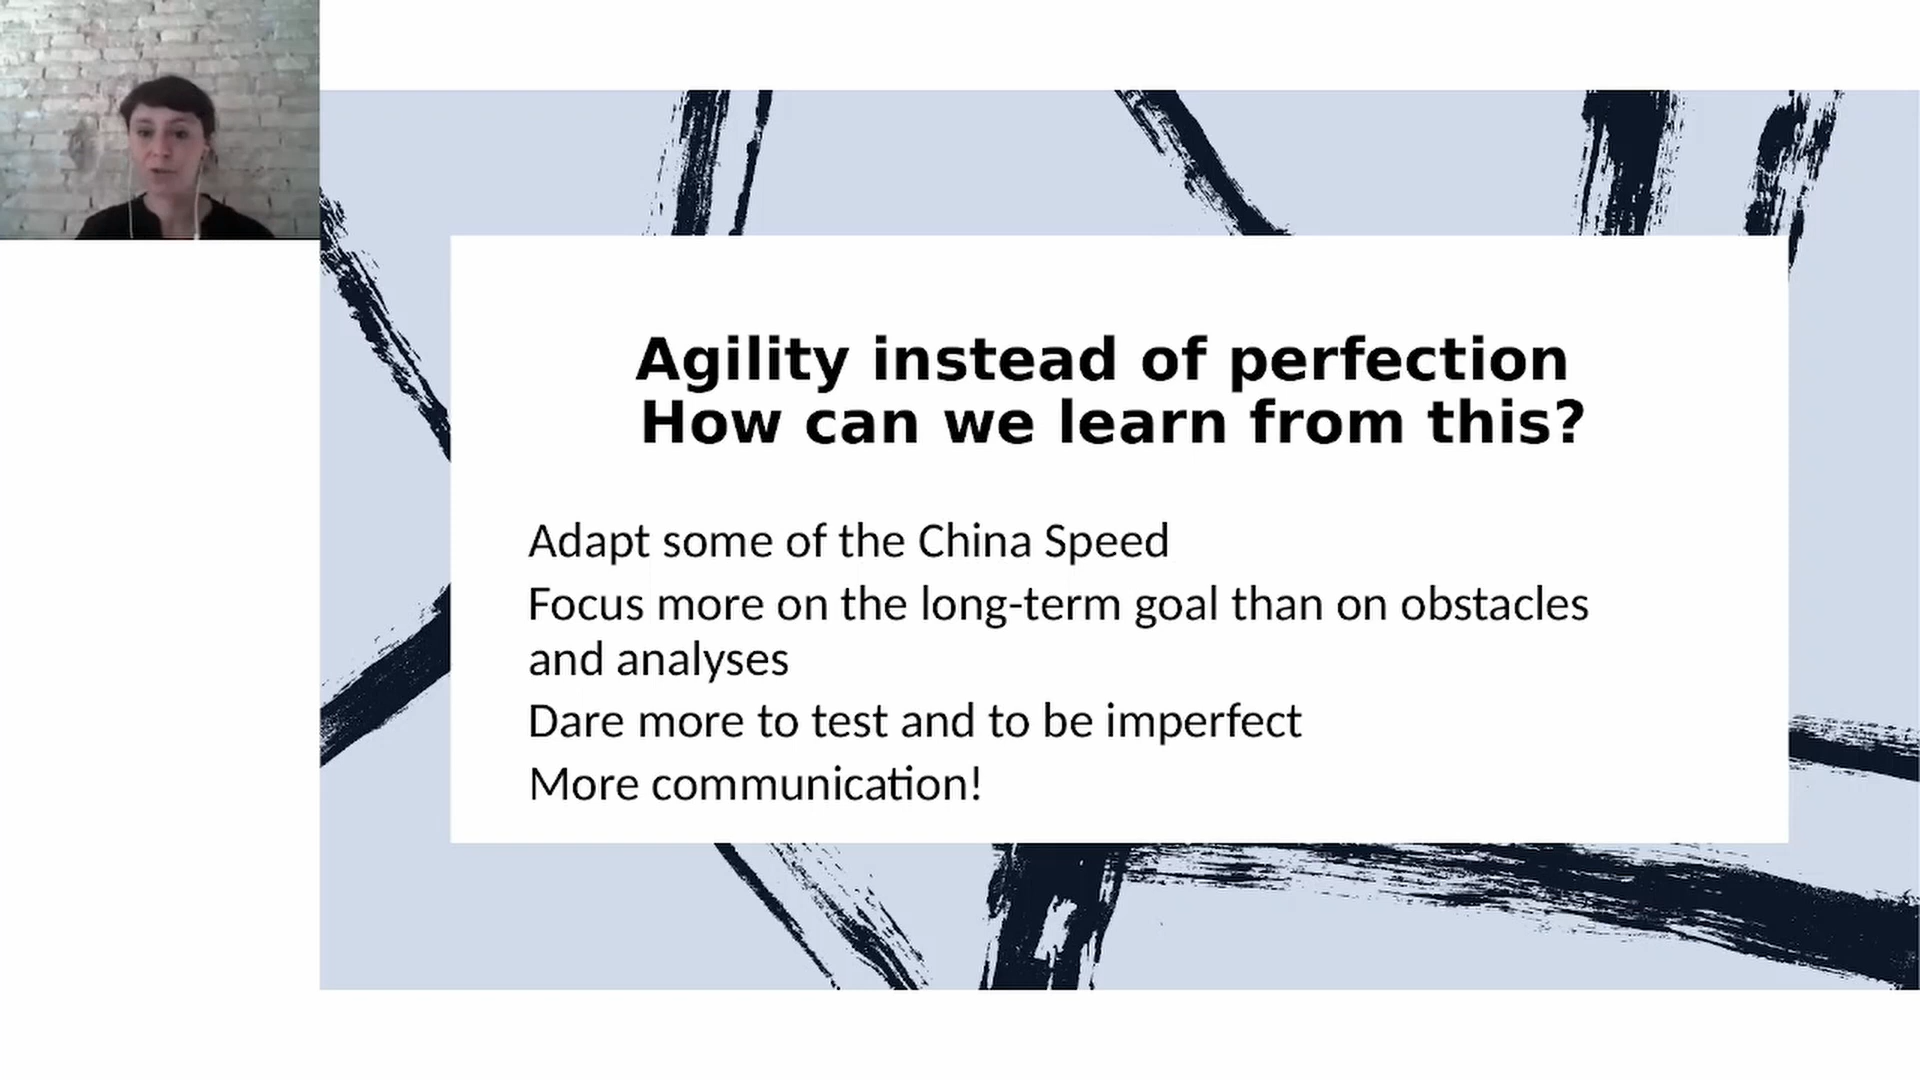 Agility instead of perfection
How can we learn from this?
Adapt some of the China Speed
Focus more on the long-term goal than on obstacles
and analyses
Dare more to test and to be imperfect
More communication!